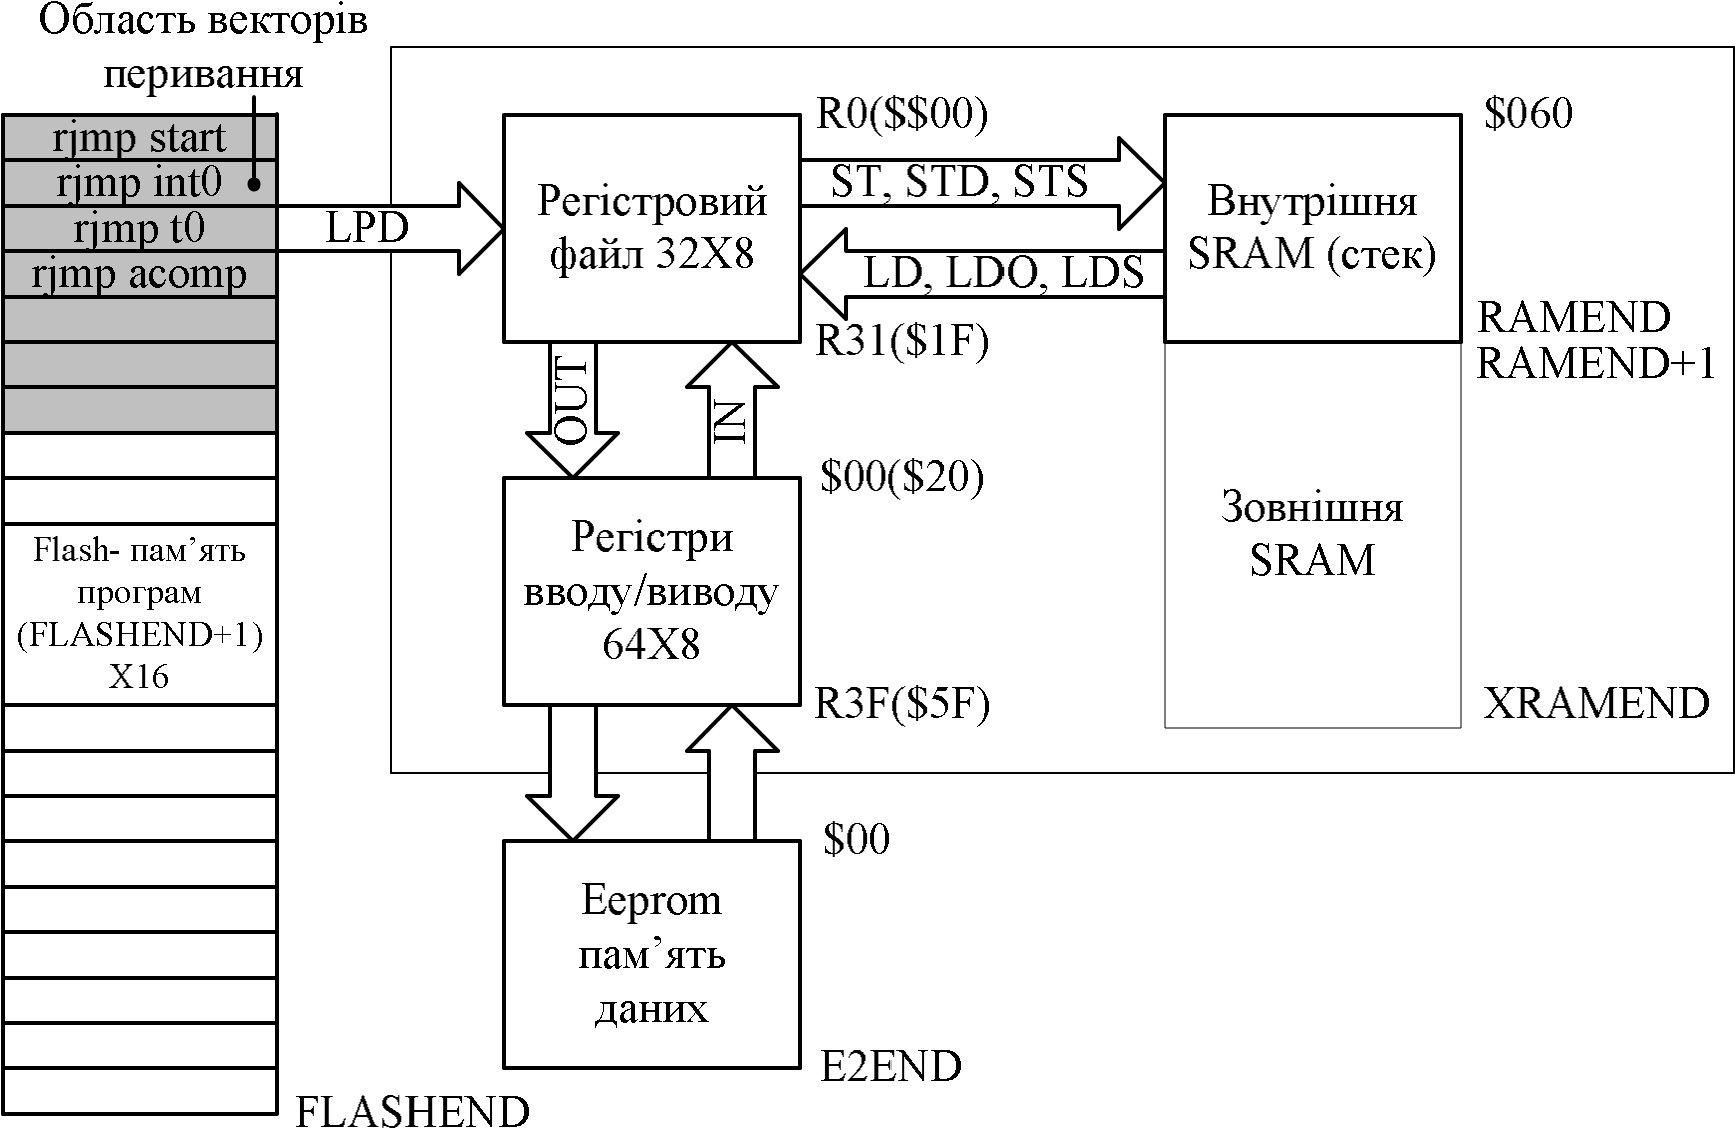 Область векторів
перивання
rjmp start
rjmp int0
rjmp t0
rjmp acomp
Flash- пам’ять
програм
(FLASHEND+1)
X16
FLASHEND
LPD
Регістровий
файл 32X8
R0($$00)
ST, STD, STS
LD, LDO, LDS
R31($1F)
Внутрішня
SRAM (стек)
$060
RAMEND
RAMEND+1
OUT
IN
$00($20)
Регістри
вводу/виводу
64X8
R3F($5F)
Зовнішня
SRAM
XRAMEND
$00
Eeprom
пам’ять
даних
E2END